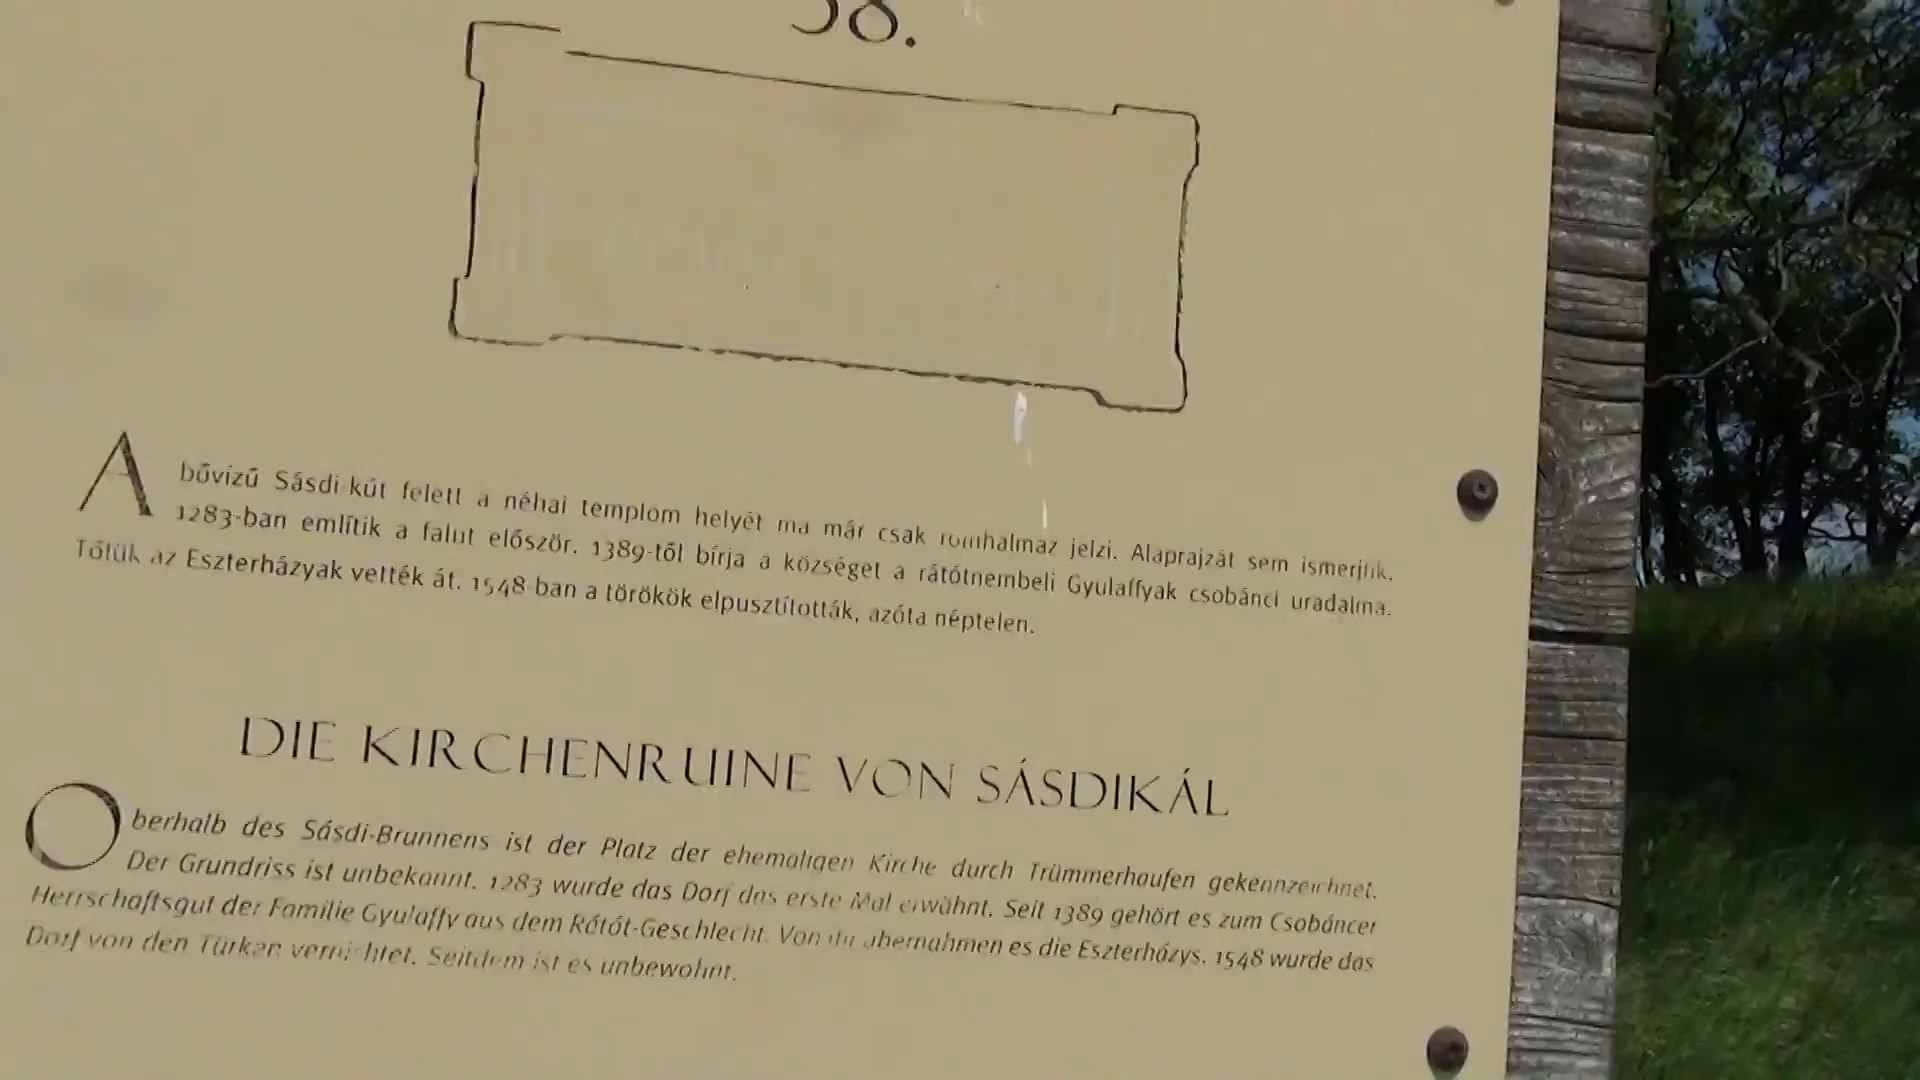 38.
A bővizű Sásdi-kút felett a néhai templom helyét ma már csak romhalmaz jelzi. Alaprajzát sem ismerjük.
1283-ban említik a falut először. 1389-től bírja a községet a rátótnembeli Gyulaffyak csobánci uradalma.
Tőlük az Eszterházyak vették át. 1548-ban a törökök elpusztították, azóta néptelen.
DIE KIRCHENRUINE VON SÁSDIKÁL
Oberhalb des Sásdi-Brunnens ist der Platz der ehemaligen Kirche durch Trümmerhaufen gekennzeichnet.
Der Grundriss ist unbekannt. 1283 wurde das Dorf das erste Mal erwähnt. Seit 1389 gehört es zum Csobáncer
Herrschaftsgut der Familie Gyulaffy aus dem Rátót-Geschlecht. Von ihr übernahmen es die Eszterházys. 1548 wurde das
Dorf von den Türken vernichtet. Seitdem ist es unbewohnt.